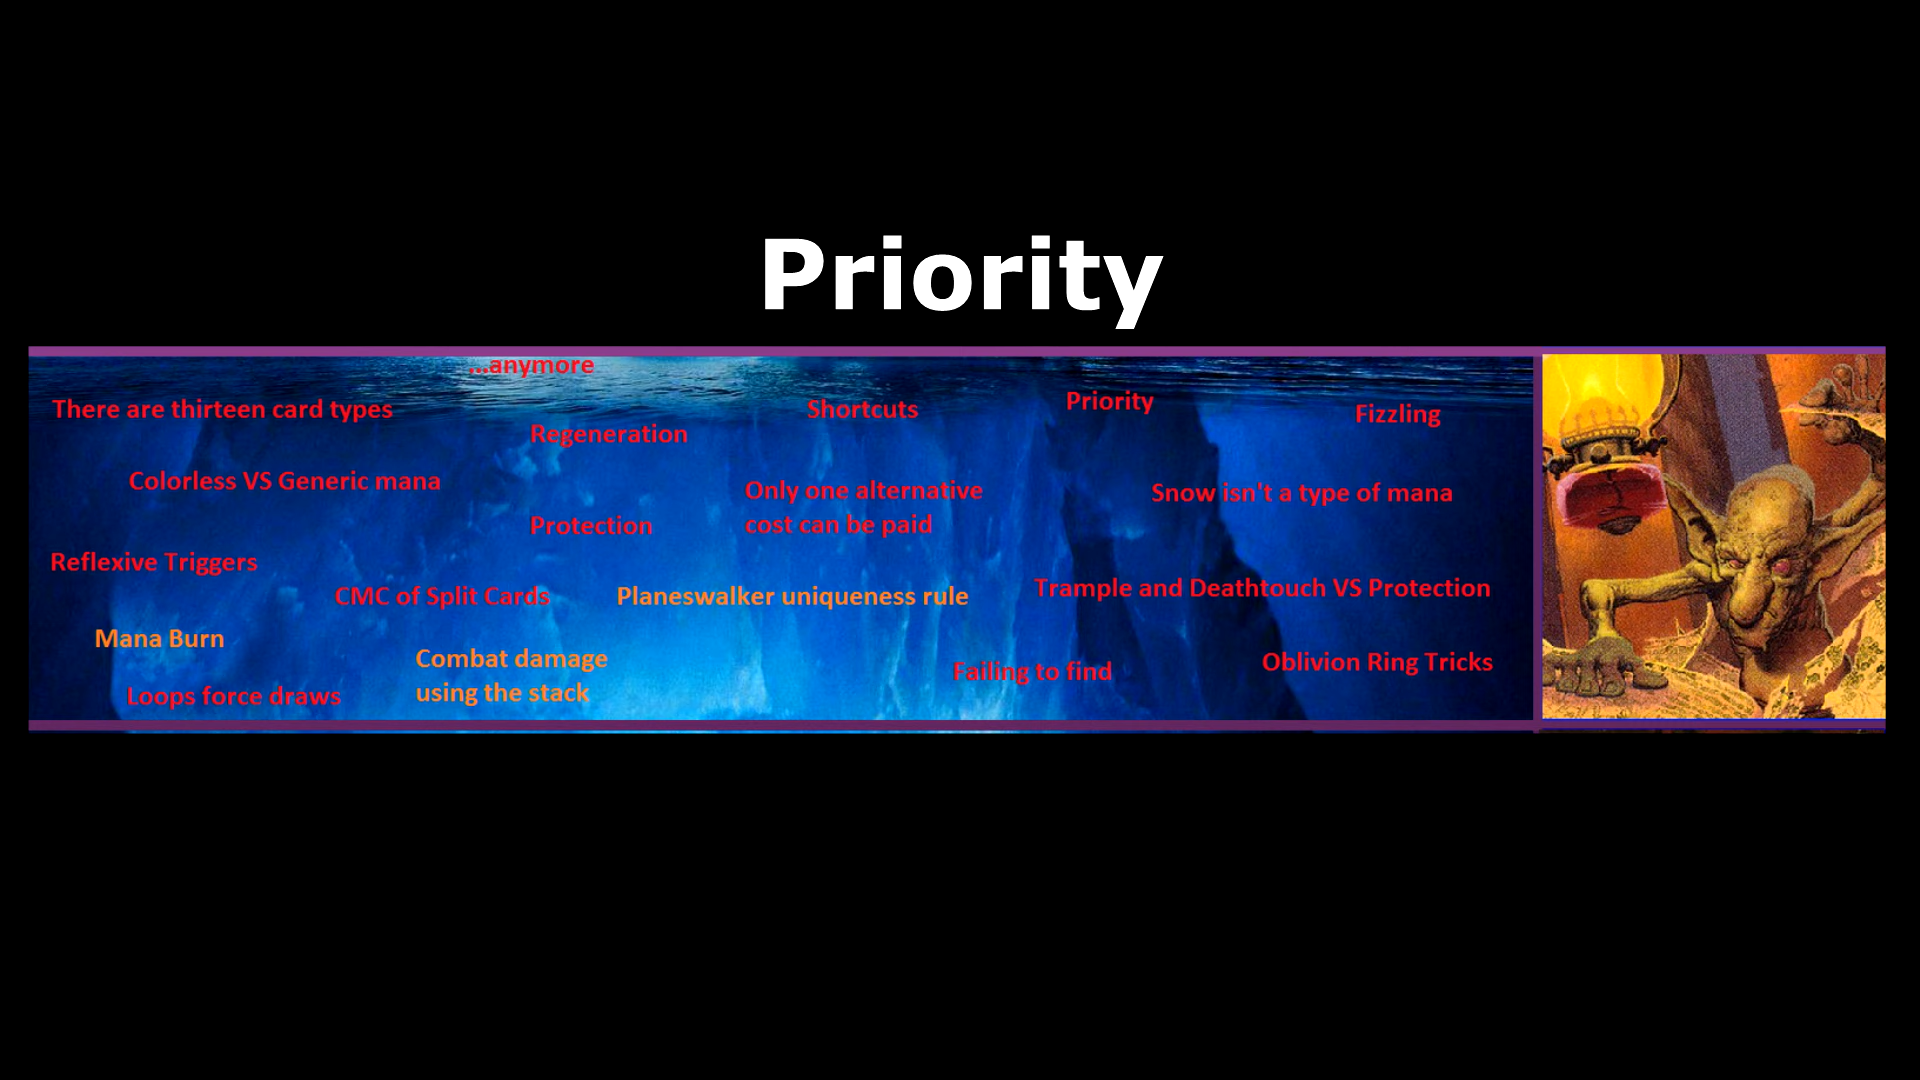 Priority
...anymore
There are thirteen card types
Shortcuts
Priority
Fizzling
Regeneration
Colorless VS Generic mana
Only one alternative
cost can be paid
Snow isn't a type of mana
Protection
Reflexive Triggers
CMC of Split Cards
Planeswalker uniqueness rule
Trample and Deathtouch VS Protection
Mana Burn
Combat damage
using the stack
Failing to find
Oblivion Ring Tricks
Loops force draws